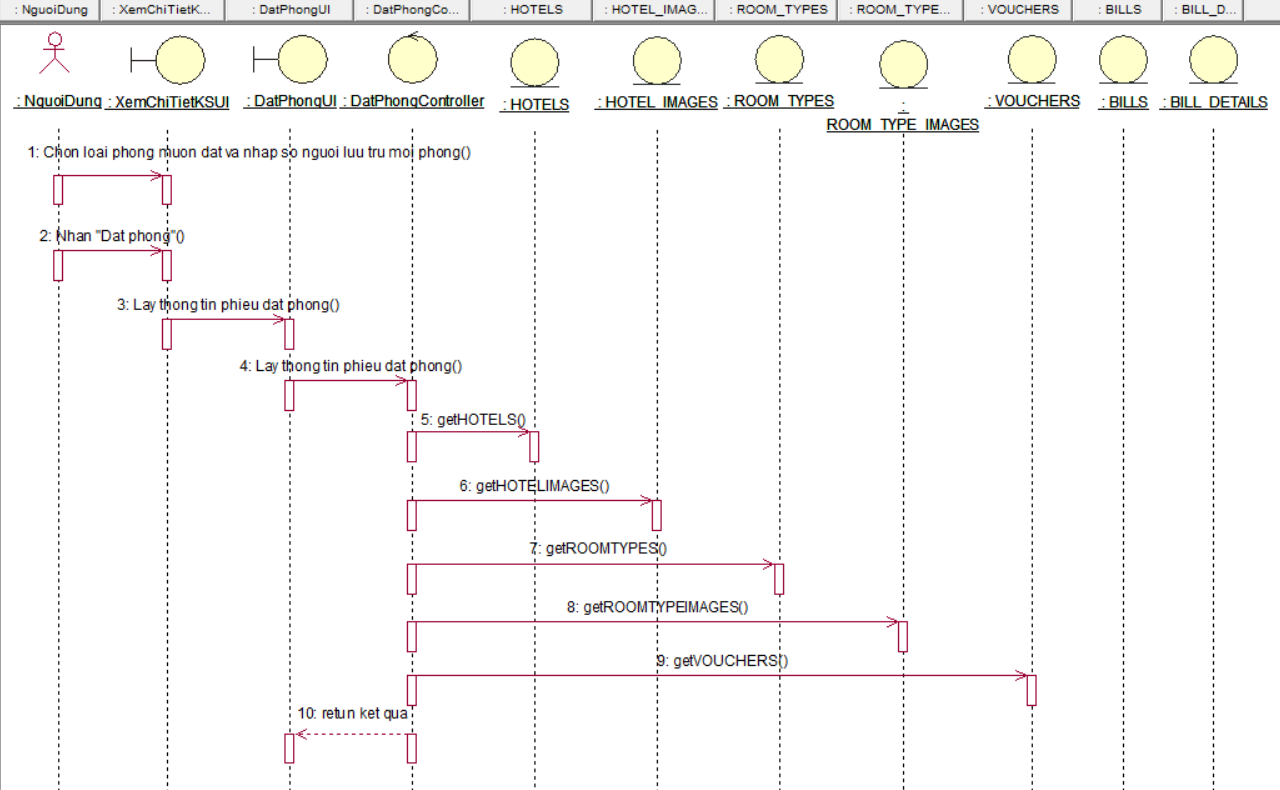 : NguoiDung
: XemChiTietK...
: DatPhongUI
: DatPhongCo...
: HOTELS
: HOTEL_IMAG...
: ROOM_TYPES
: ROOM_TYPE...
: VOUCHERS
: BILLS
: BILL_D...
: NguoiDung
: XemChiTietKSUI
: DatPhongUI
: DatPhongController
: HOTELS
: HOTEL_IMAGES
: ROOM_TYPES
:
ROOM_TYPE_IMAGES
: VOUCHERS
: BILLS
: BILL_DETAILS
1: Chon loai phong muon dat va nhap so nguoi luu tru moi phong()
2: Nhan "Dat phong"()
3: Lay thong tin phieu dat phong()
4: Lay thong tin phieu dat phong()
5: getHOTELS()
6: getHOTELIMAGES()
7: getROOMTYPES()
8: getROOMTYPEIMAGES()
9: getVOUCHERS()
10: retun ket qua